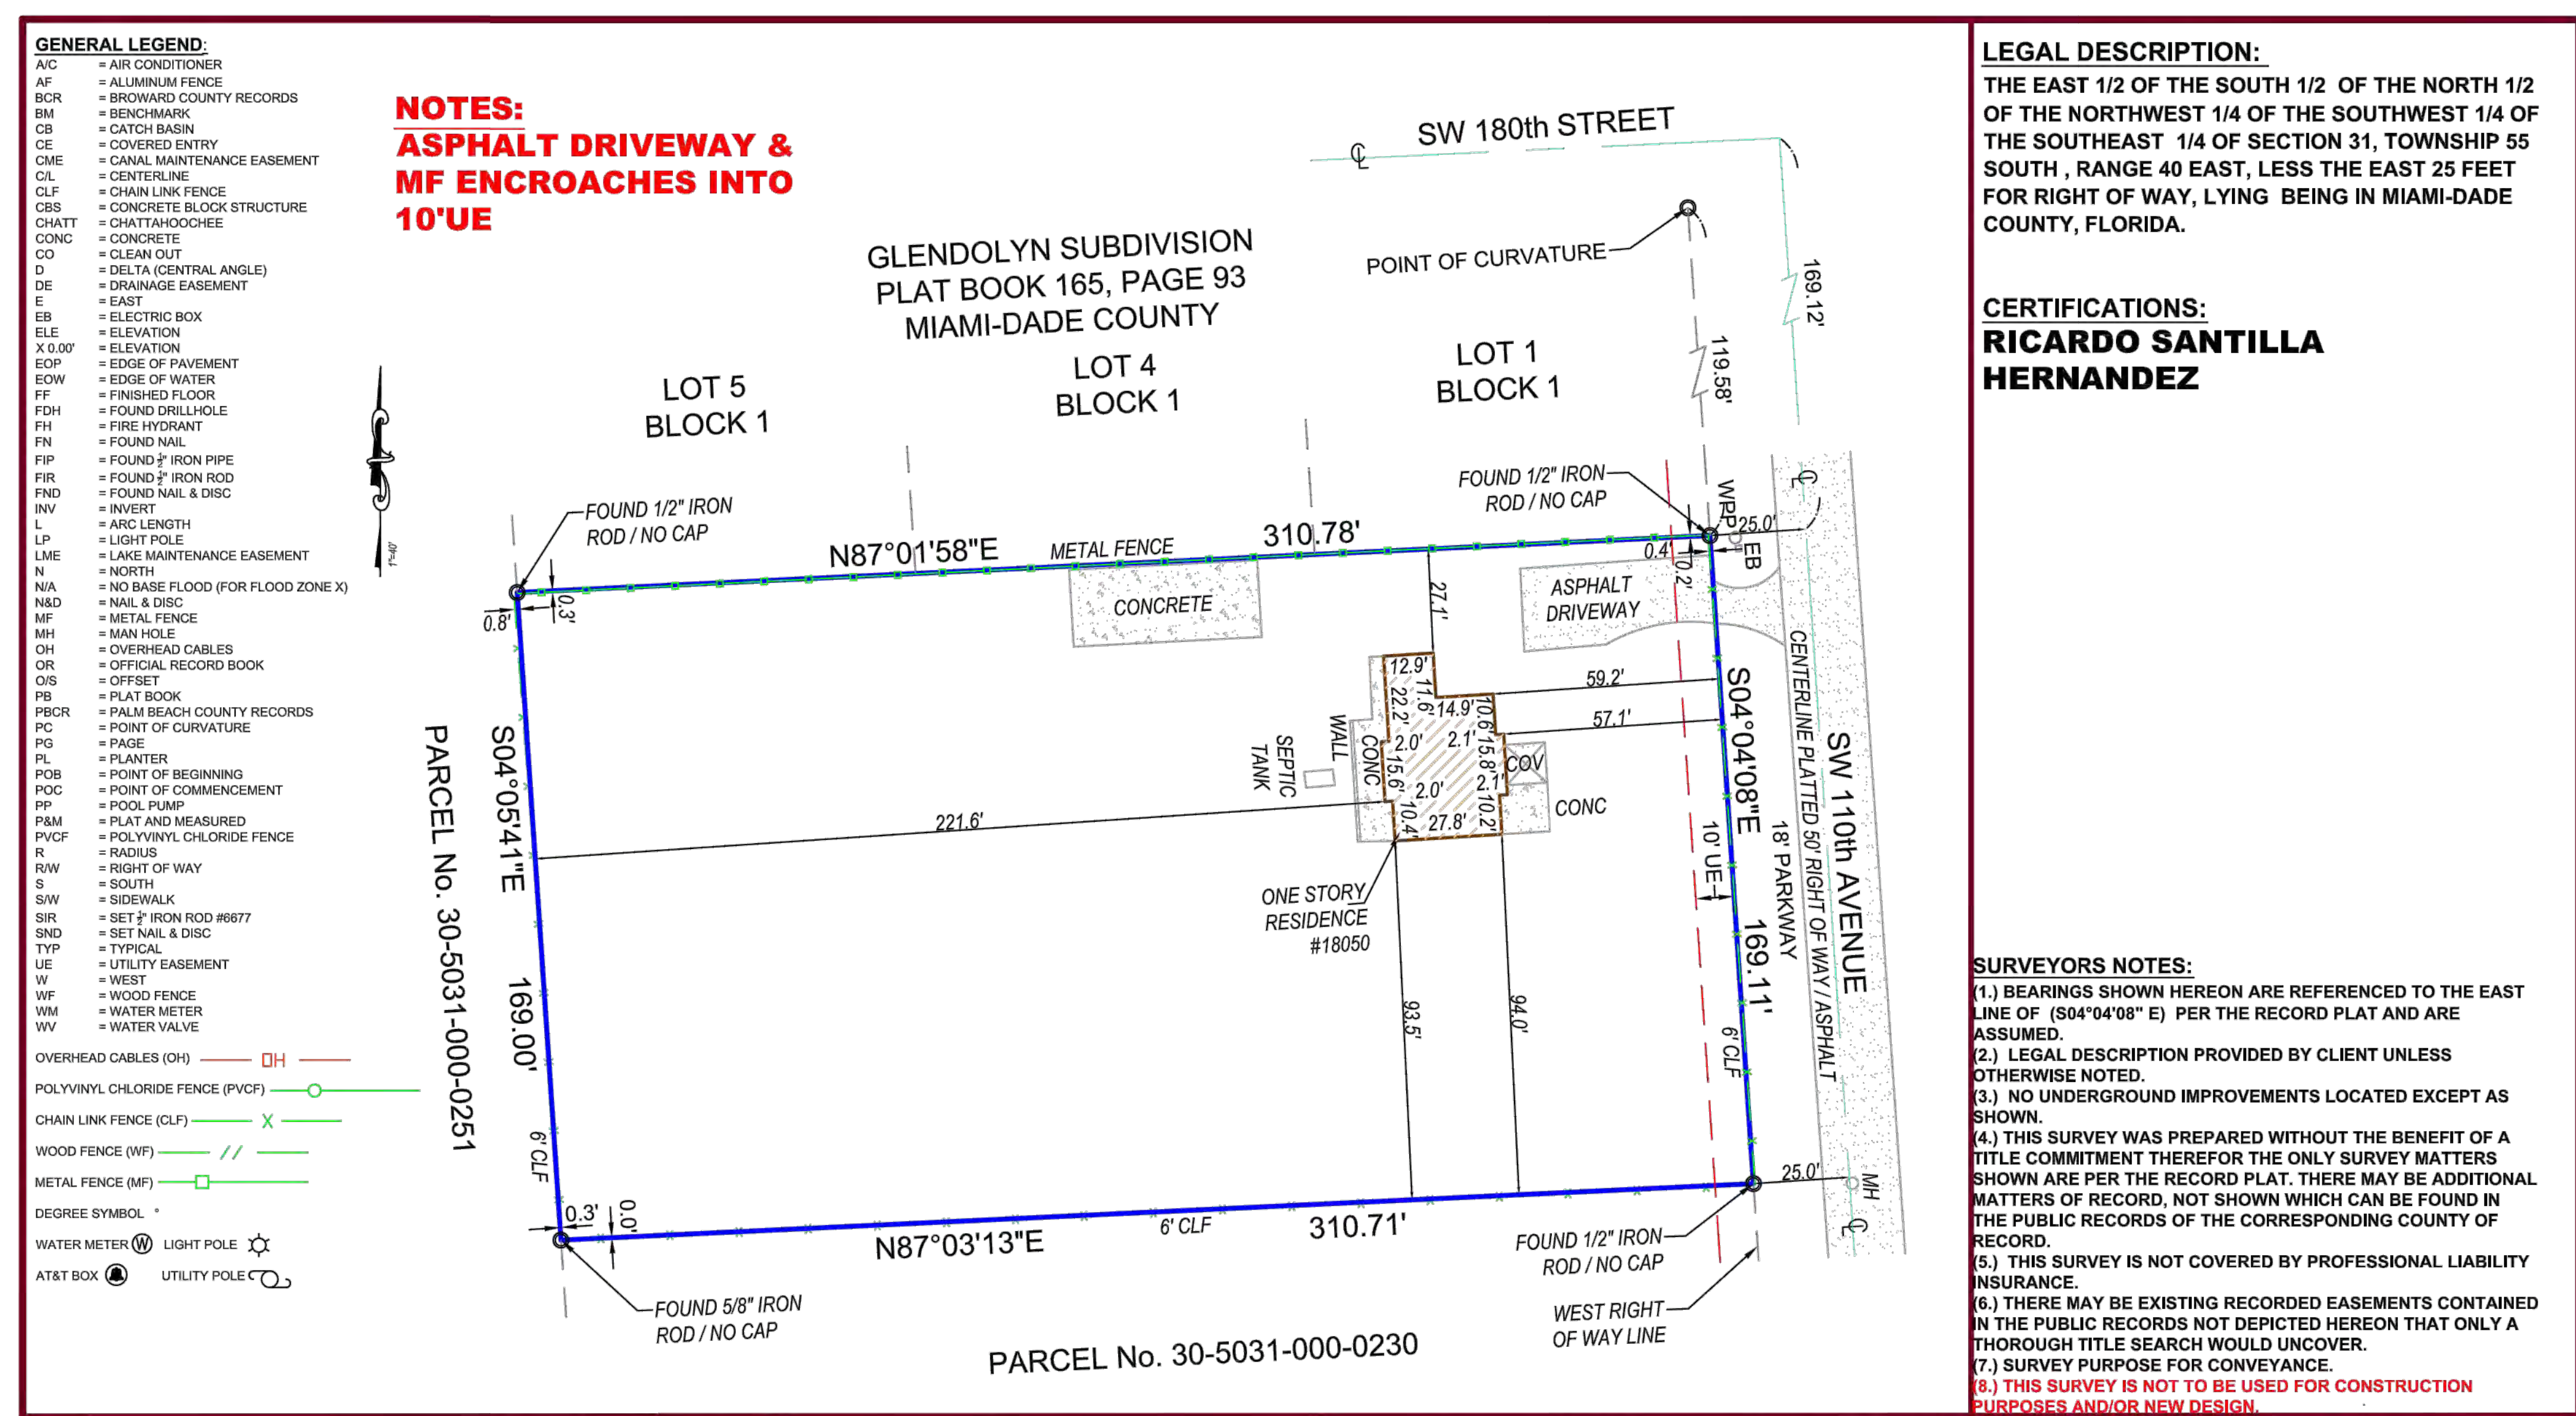 GENERAL LEGEND:
A/C = AIR CONDITIONER
AF = ALUMINUM FENCE
BCR = BROWARD COUNTY RECORDS
BM = BENCHMARK
CB = CATCH BASIN
CE = COVERED ENTRY
CME = CANAL MAINTENANCE EASEMENT
C/L = CENTERLINE
CLF = CHAIN LINK FENCE
CBS = CONCRETE BLOCK STRUCTURE
CHATT = CHATTAHOOCHEE
CONC = CONCRETE
CO = CLEAN OUT
D = DELTA (CENTRAL ANGLE)
DE = DRAINAGE EASEMENT
E = EAST
EB = ELECTRIC BOX
ELE = ELEVATION
X 0.00' = ELEVATION
EOP = EDGE OF PAVEMENT
EOW = EDGE OF WATER
FF = FINISHED FLOOR
FDH = FOUND DRILLHOLE
FH = FIRE HYDRANT
FN = FOUND NAIL
FIP = FOUND ½" IRON PIPE
FIR = FOUND ½" IRON ROD
FND = FOUND NAIL & DISC
INV = INVERT
L = ARC LENGTH
LP = LIGHT POLE
LME = LAKE MAINTENANCE EASEMENT
N = NORTH
N/A = NO BASE FLOOD (FOR FLOOD ZONE X)
N&D = NAIL & DISC
MF = METAL FENCE
MH = MAN HOLE
OH = OVERHEAD CABLES
OR = OFFICIAL RECORD BOOK
O/S = OFFSET
PB = PLAT BOOK
PBCR = PALM BEACH COUNTY RECORDS
PC = POINT OF CURVATURE
PG = PAGE
PL = PLANTER
POB = POINT OF BEGINNING
POC = POINT OF COMMENCEMENT
PP = POOL PUMP
P&M = PLAT AND MEASURED
PVCF = POLYVINYL CHLORIDE FENCE
R = RADIUS
R/W = RIGHT OF WAY
S = SOUTH
S/W = SIDEWALK
SIR = SET ½" IRON ROD #6677
SND = SET NAIL & DISC
TYP = TYPICAL
UE = UTILITY EASEMENT
W = WEST
WF = WOOD FENCE
WM = WATER METER
WV = WATER VALVE
OVERHEAD CABLES (OH) OH
POLYVINYL CHLORIDE FENCE (PVCF)
CHAIN LINK FENCE (CLF) X
WOOD FENCE (WF) //
METAL FENCE (MF)
DEGREE SYMBOL °
WATER METER W LIGHT POLE
AT&T BOX UTILITY POLE
1"=40'
NOTES:
ASPHALT DRIVEWAY &
MF ENCROACHES INTO
10'UE
SW 180th STREET
GLENDOLYN SUBDIVISION
PLAT BOOK 165, PAGE 93
MIAMI-DADE COUNTY
POINT OF CURVATURE
169.12'
119.58'
LOT 5
BLOCK 1
LOT 4
BLOCK 1
LOT 1
BLOCK 1
FOUND 1/2" IRON
ROD / NO CAP
FOUND 1/2" IRON
ROD / NO CAP
WPP
25.0'
EB
N87°01'58"E
METAL FENCE
310.78'
0.4'
0.2'
0.3'
0.8'
CONCRETE
27.1'
ASPHALT
DRIVEWAY
12.9'
11.6'
22.2'
14.9'
10.6'
59.2'
57.1'
2.0'
2.1'
15.8'
15.6'
2.0'
2.1'
10.4'
27.8'
10.2'
COV
CONC
CONC
WALL
SEPTIC
TANK
221.6'
ONE STORY
RESIDENCE
#18050
93.5'
94.0'
PARCEL No. 30-5031-000-0251
S04°05'41"E
169.00'
6' CLF
S04°04'08"E
169.11'
10' UE
6' CLF
18' PARKWAY
CENTERLINE PLATTED 50' RIGHT OF WAY / ASPHALT
SW 110th AVENUE
25.0'
MH
0.3'
0.0'
N87°03'13"E
6' CLF
310.71'
FOUND 1/2" IRON
ROD / NO CAP
FOUND 5/8" IRON
ROD / NO CAP
WEST RIGHT
OF WAY LINE
PARCEL No. 30-5031-000-0230
LEGAL DESCRIPTION:
THE EAST 1/2 OF THE SOUTH 1/2 OF THE NORTH 1/2
OF THE NORTHWEST 1/4 OF THE SOUTHWEST 1/4 OF
THE SOUTHEAST 1/4 OF SECTION 31, TOWNSHIP 55
SOUTH , RANGE 40 EAST, LESS THE EAST 25 FEET
FOR RIGHT OF WAY, LYING BEING IN MIAMI-DADE
COUNTY, FLORIDA.
CERTIFICATIONS:
RICARDO SANTILLA
HERNANDEZ
SURVEYORS NOTES:
(1.) BEARINGS SHOWN HEREON ARE REFERENCED TO THE EAST
LINE OF (S04°04'08" E) PER THE RECORD PLAT AND ARE
ASSUMED.
(2.) LEGAL DESCRIPTION PROVIDED BY CLIENT UNLESS
OTHERWISE NOTED.
(3.) NO UNDERGROUND IMPROVEMENTS LOCATED EXCEPT AS
SHOWN.
(4.) THIS SURVEY WAS PREPARED WITHOUT THE BENEFIT OF A
TITLE COMMITMENT THEREFOR THE ONLY SURVEY MATTERS
SHOWN ARE PER THE RECORD PLAT. THERE MAY BE ADDITIONAL
MATTERS OF RECORD, NOT SHOWN WHICH CAN BE FOUND IN
THE PUBLIC RECORDS OF THE CORRESPONDING COUNTY OF
RECORD.
(5.) THIS SURVEY IS NOT COVERED BY PROFESSIONAL LIABILITY
INSURANCE.
(6.) THERE MAY BE EXISTING RECORDED EASEMENTS CONTAINED
IN THE PUBLIC RECORDS NOT DEPICTED HEREON THAT ONLY A
THOROUGH TITLE SEARCH WOULD UNCOVER.
(7.) SURVEY PURPOSE FOR CONVEYANCE.
(8.) THIS SURVEY IS NOT TO BE USED FOR CONSTRUCTION
PURPOSES AND/OR NEW DESIGN.